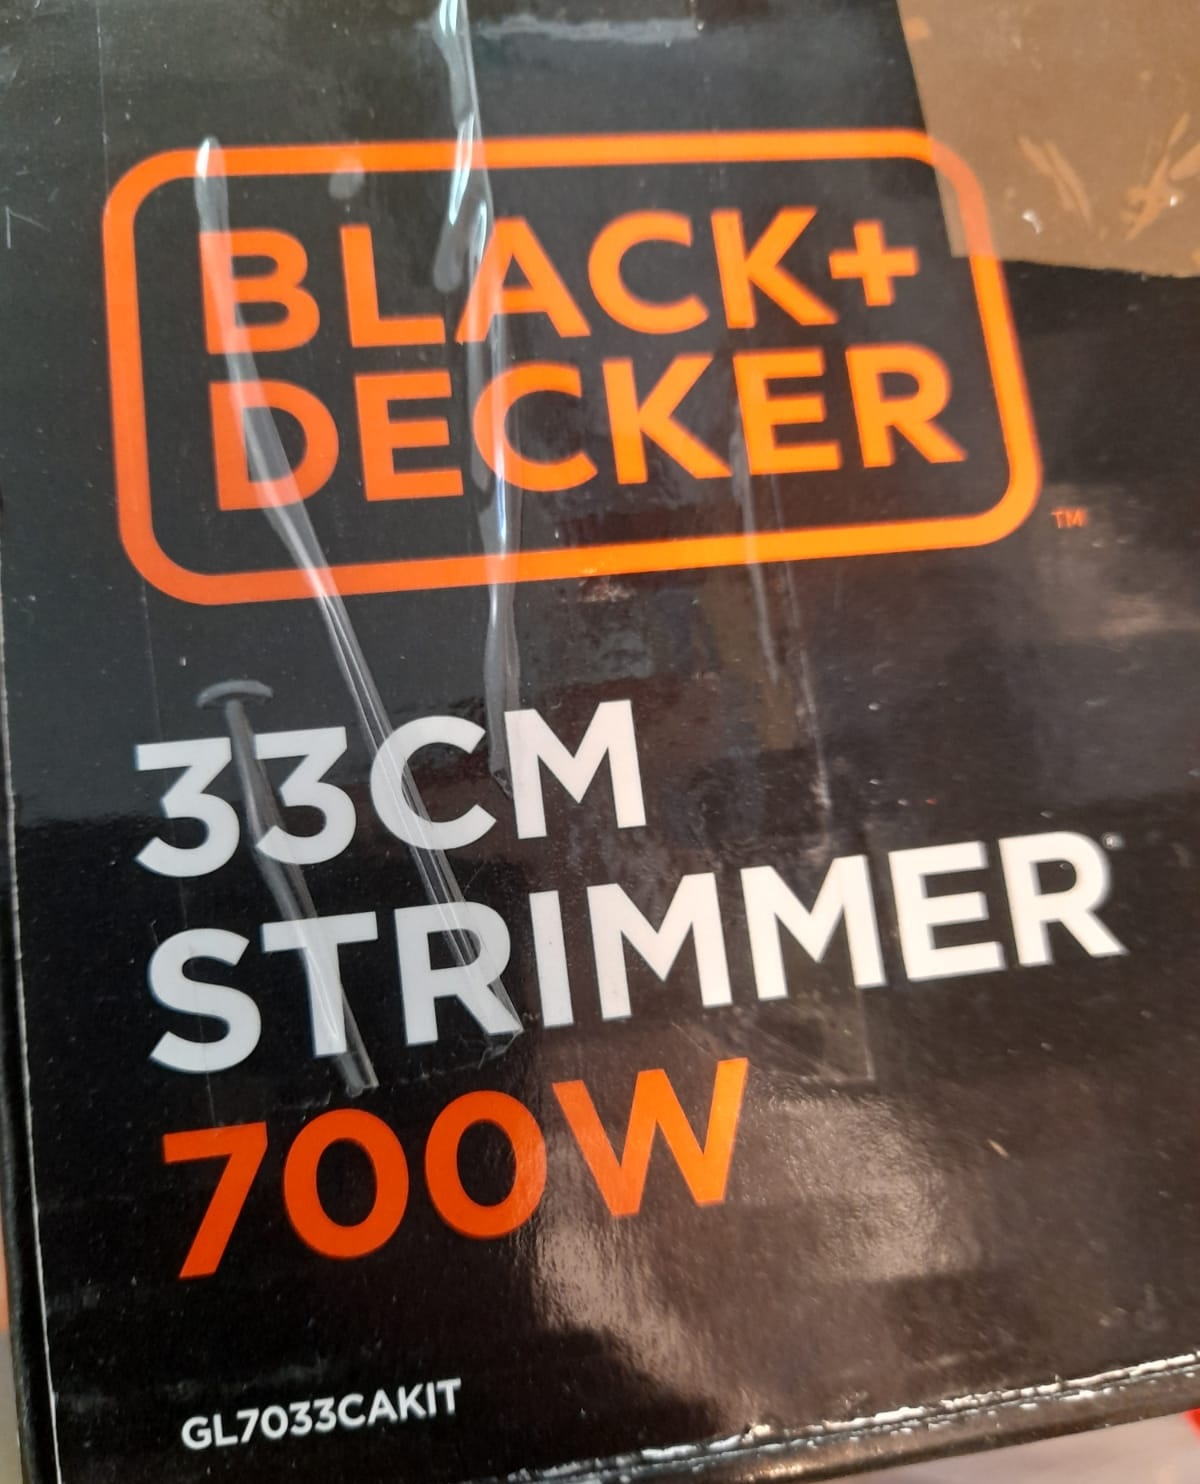 BLACK+
DECKER
™
33CM
STRIMMER®
700W
GL7033CAKIT